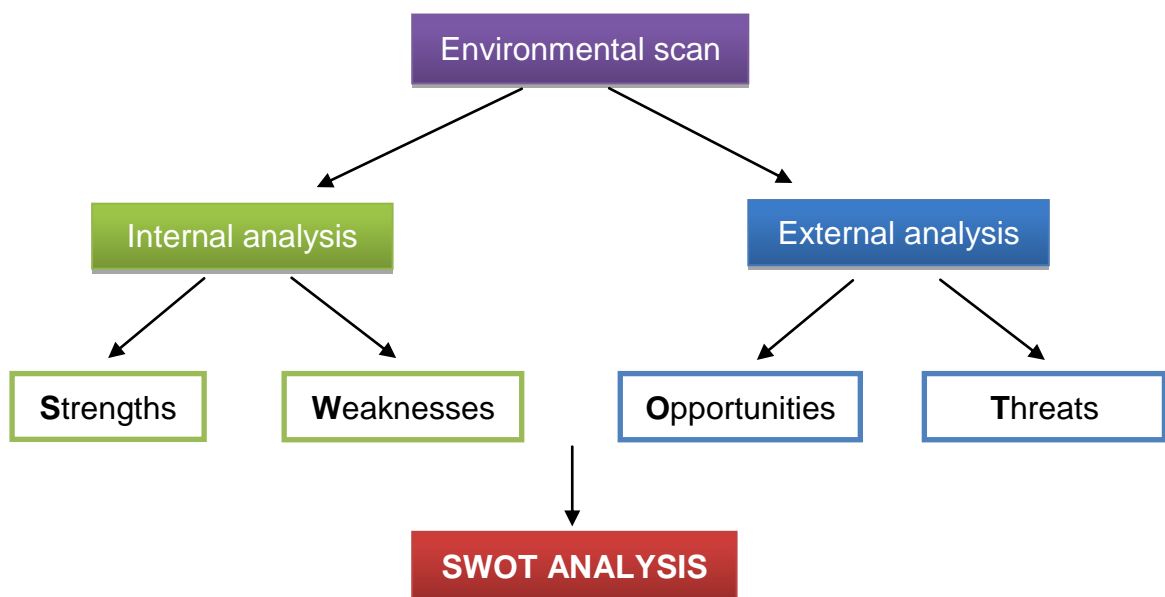 Environmental scan
Internal analysis
External analysis
Strengths
Weaknesses
Opportunities
Threats
SWOT ANALYSIS